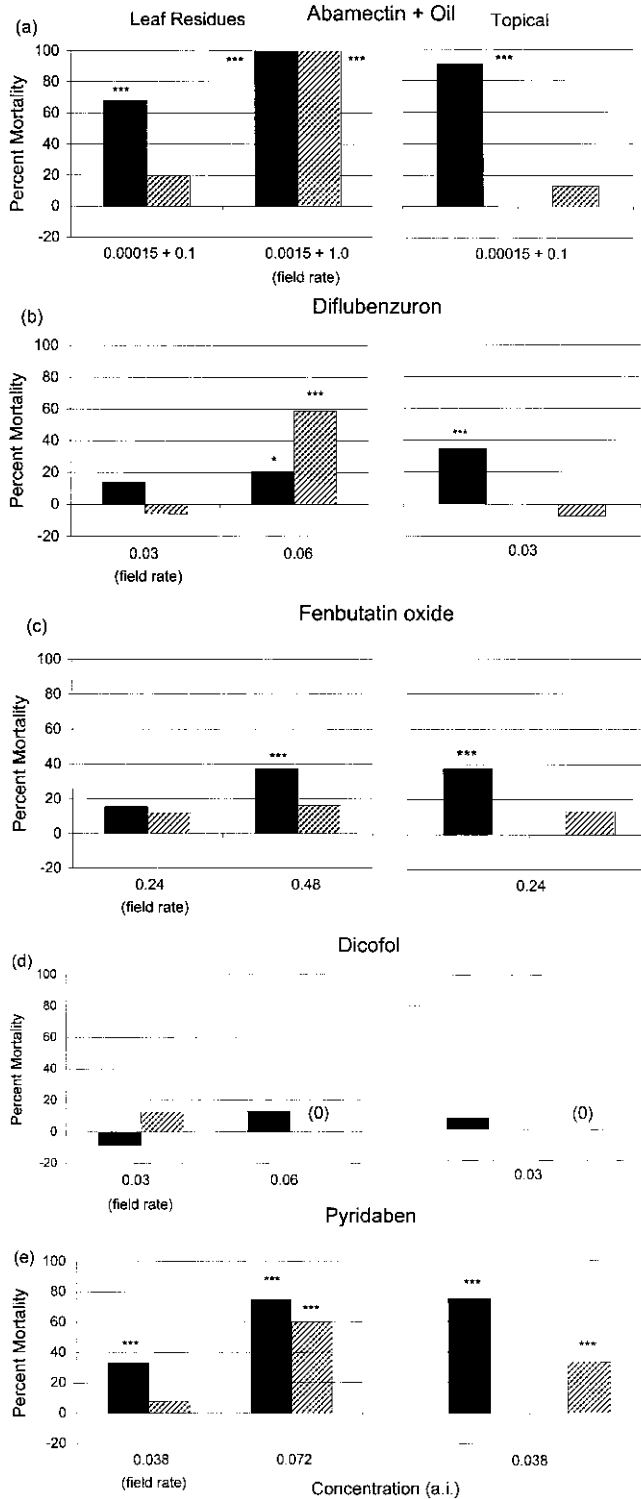 Abamectin + Oil
(a) Leaf Residues Topical
Percent Mortality
100
80
60
40
20
0
-20
***
***
***
***
0.00015 + 0.1 0.0015 + 1.0 0.00015 + 0.1
(field rate)
Diflubenzuron
(b)
Percent Mortality
100
80
60
40
20
0
-20
*
***
***
0.03 0.06 0.03
(field rate)
Fenbutatin oxide
(c)
Percent Mortality
100
80
60
40
20
0
-20
***
***
0.24 0.48 0.24
(field rate)
Dicofol
(d)
Percent Mortality
100
80
60
40
20
0
-20
(0)
(0)
0.03 0.06 0.03
(field rate)
Pyridaben
(e)
Percent Mortality
100
80
60
40
20
0
-20
***
***
***
***
***
0.038 0.072 0.038
(field rate)
Concentration (a.i.)